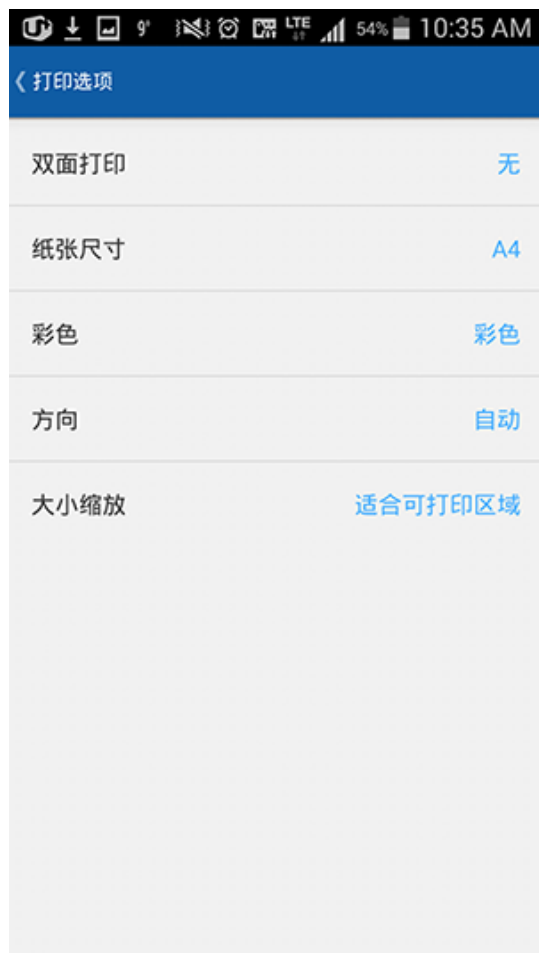 9°
LTE
54%
10:35 AM
打印选项
双面打印 无
纸张尺寸 A4
彩色 彩色
方向 自动
大小缩放 适合可打印区域